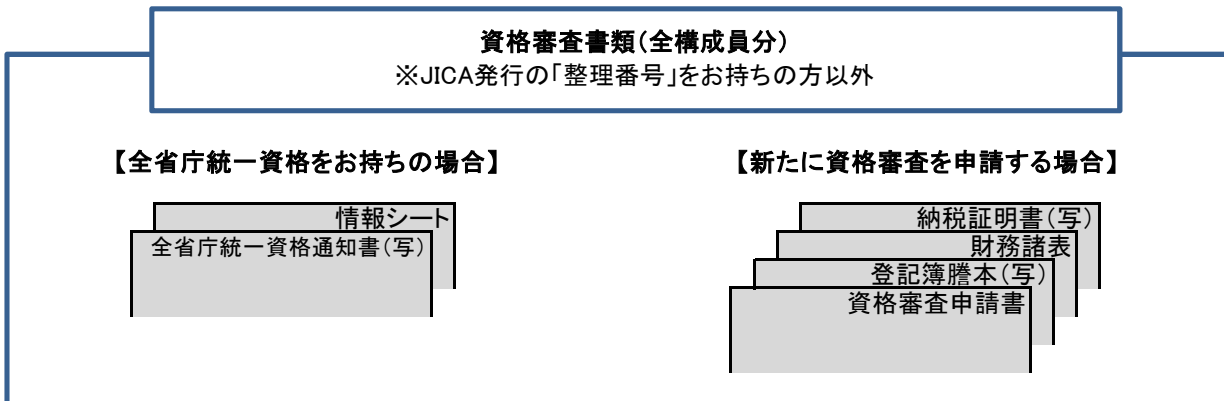 資格審査書類（全構成員分）
※JICA発行の「整理番号」をお持ちの方以外
【全省庁統一資格をお持ちの場合】
情報シート
全省庁統一資格通知書（写）
【新たに資格審査を申請する場合】
納税証明書（写）
財務諸表
登記簿謄本（写）
資格審査申請書